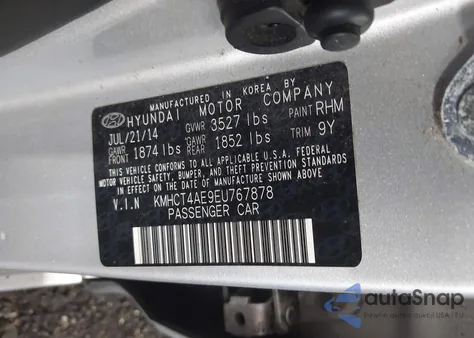 MANUFACTURED IN KOREA BY
HYUNDAI MOTOR COMPANY
JUL/21/14 GVWR 3527 lbs PAINT RHM
GAWR FRONT 1874 lbs GAWR REAR 1852 lbs TRIM 9Y
THIS VEHICLE CONFORMS TO ALL APPLICABLE U.S.A. FEDERAL
MOTOR VEHICLE SAFETY, BUMPER, AND THEFT PREVENTION STANDARDS
IN EFFECT ON THE DATE OF MANUFACTURE SHOWN ABOVE.
V.I.N KMHCT4AE9EU767878
PASSENGER CAR
autoSnap